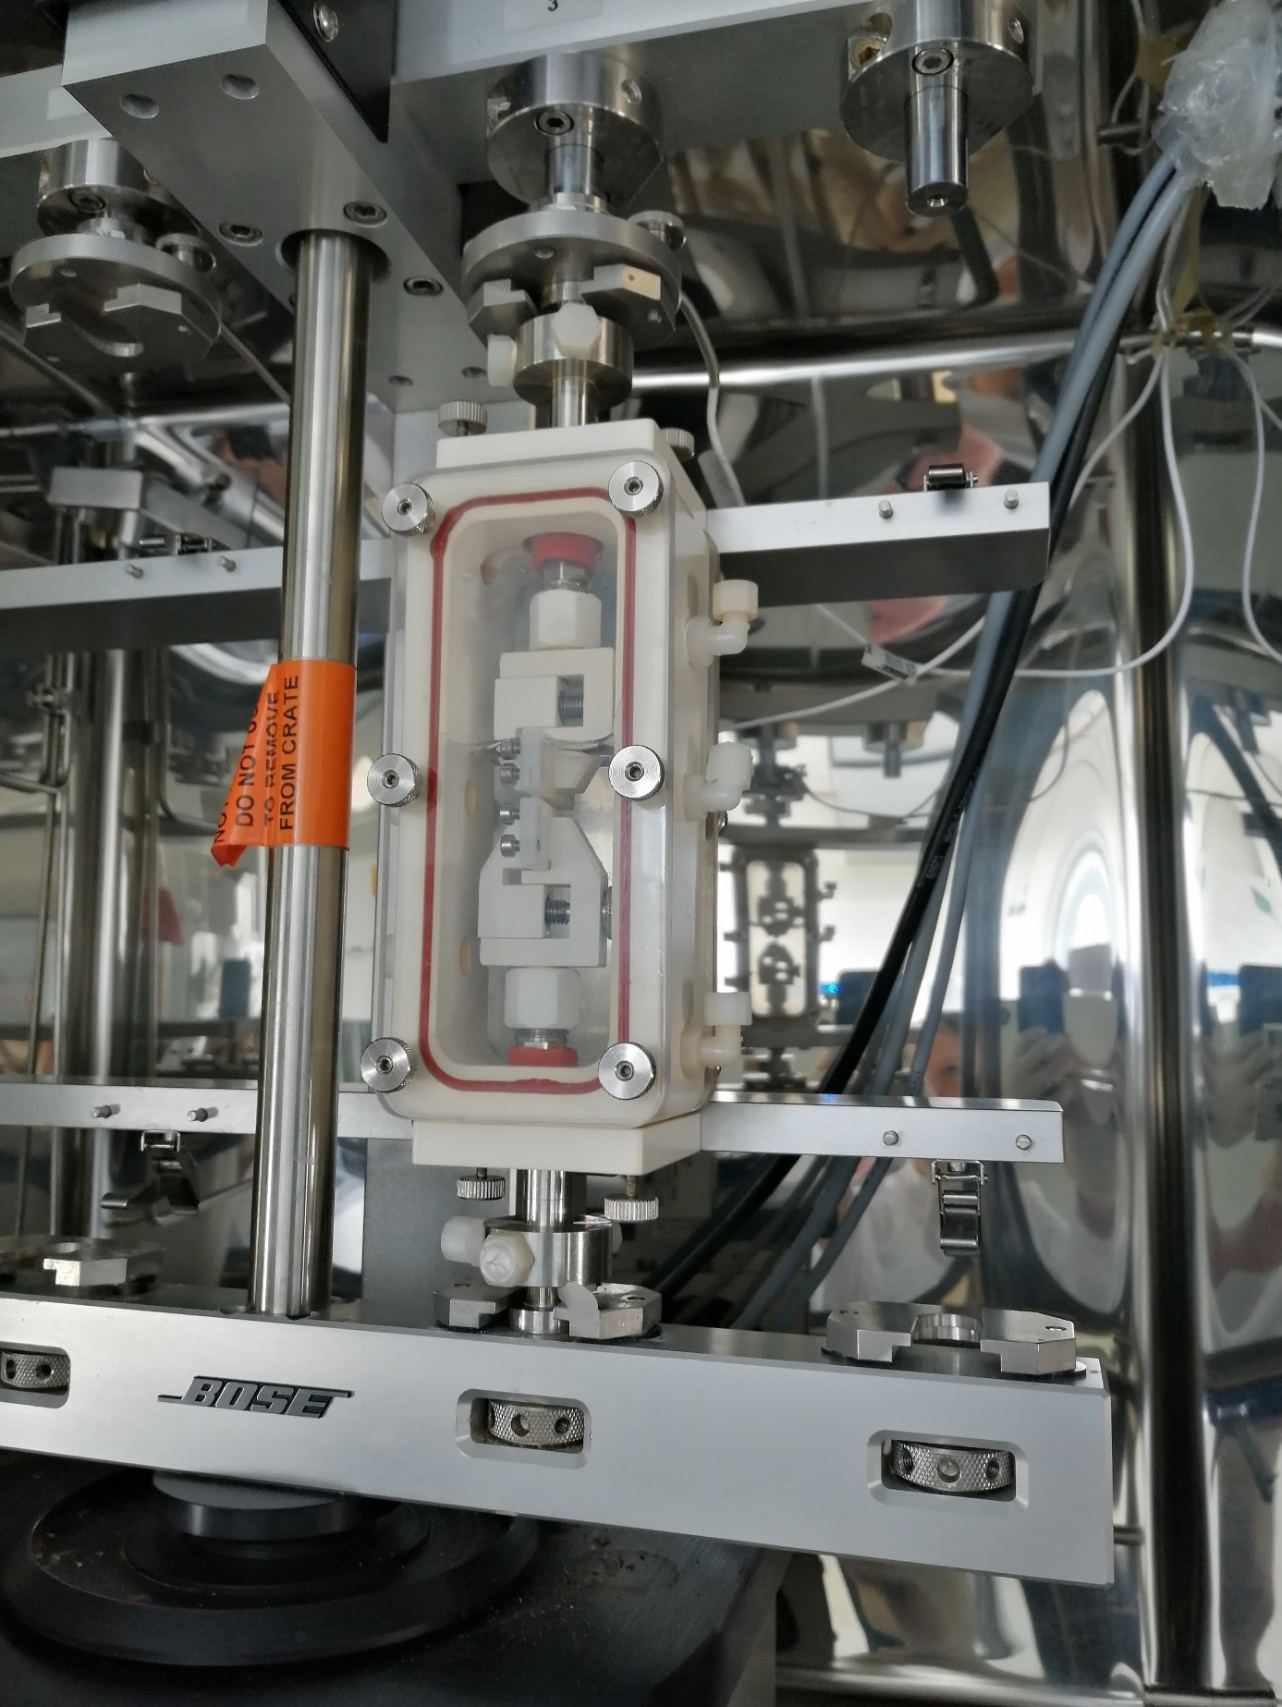 3
DO NOT
TO REMOVE
FROM CRATE
BOSE